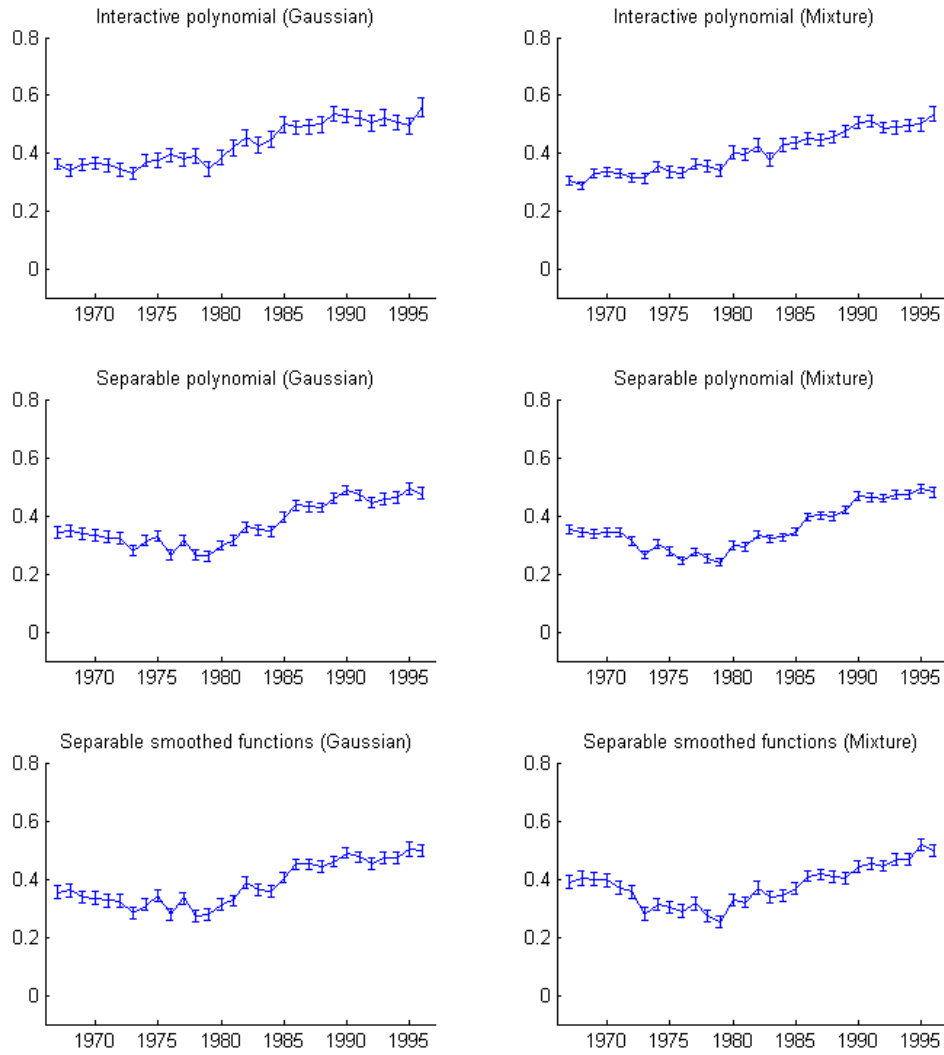 Interactive polynomial (Gaussian)
0.8
0.6
0.4
0.2
0
1970 1975 1980 1985 1990 1995
Interactive polynomial (Mixture)
0.8
0.6
0.4
0.2
0
1970 1975 1980 1985 1990 1995
Separable polynomial (Gaussian)
0.8
0.6
0.4
0.2
0
1970 1975 1980 1985 1990 1995
Separable polynomial (Mixture)
0.8
0.6
0.4
0.2
0
1970 1975 1980 1985 1990 1995
Separable smoothed functions (Gaussian)
0.8
0.6
0.4
0.2
0
1970 1975 1980 1985 1990 1995
Separable smoothed functions (Mixture)
0.8
0.6
0.4
0.2
0
1970 1975 1980 1985 1990 1995